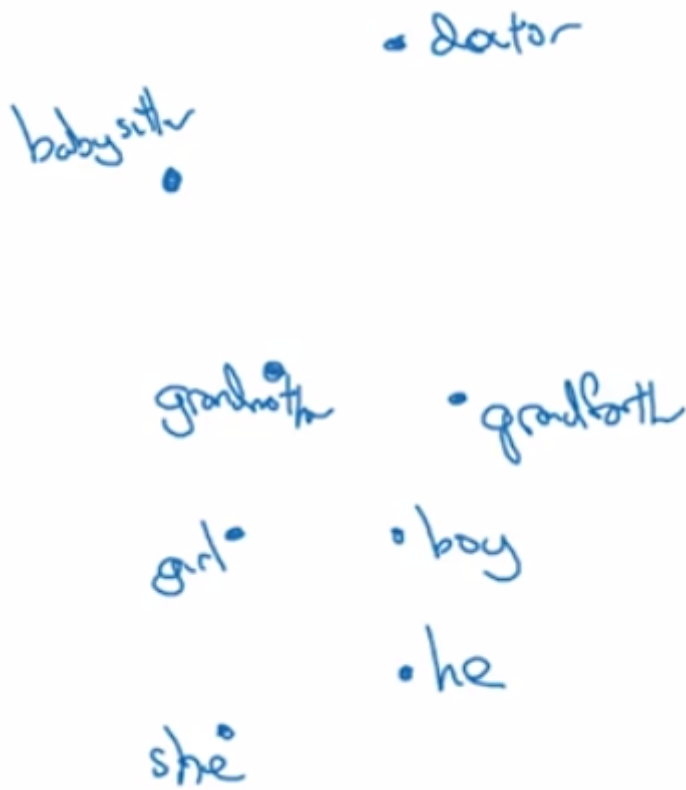 doctor
babysitter
grandmother
grandfather
girl
boy
he
she